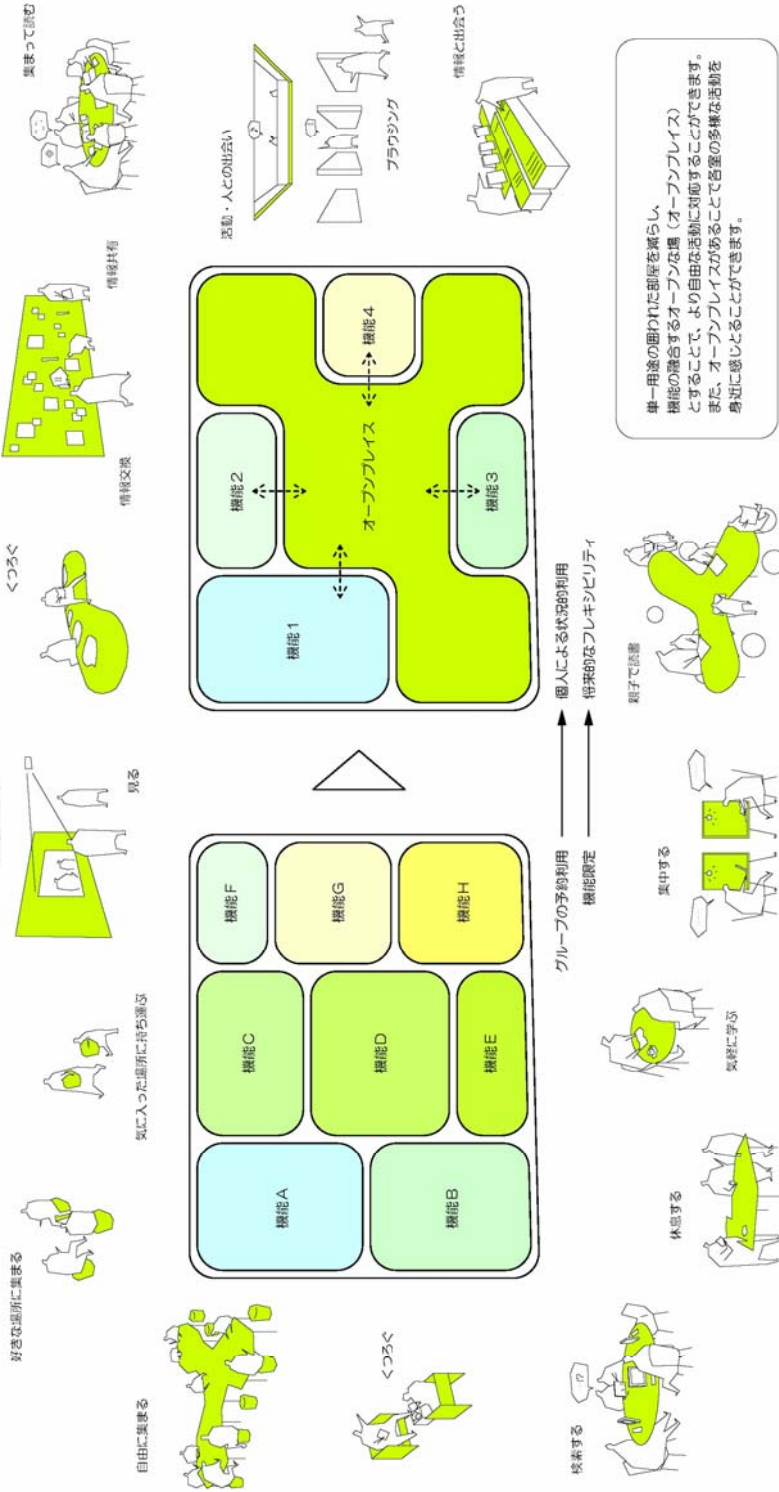 好きな場所に集まる
気に入った場所に持ち運ぶ
見る
くつろぐ
情報交換
情報共有
集まって読む
自由に集まる
活動・人との出会い
ブラウジング
くつろぐ
情報と出会う
機能A
機能B
機能C
機能D
機能E
機能F
機能G
機能H
機能1
機能2
機能3
機能4
オープンプレイス
グループの予約利用
個人による状況的利用
機能限定
将来的なフレキシビリティ
検索する
!?
休息する
気軽に学ぶ
集中する
親子で読書
単一用途の囲われた部屋を減らし、
機能の融合するオープンな場（オープンプレイス）
とすることで、より自由な活動に対応することができます。
また、オープンプレイスがあることで各室の多様な活動を
身近に感じとることができます。